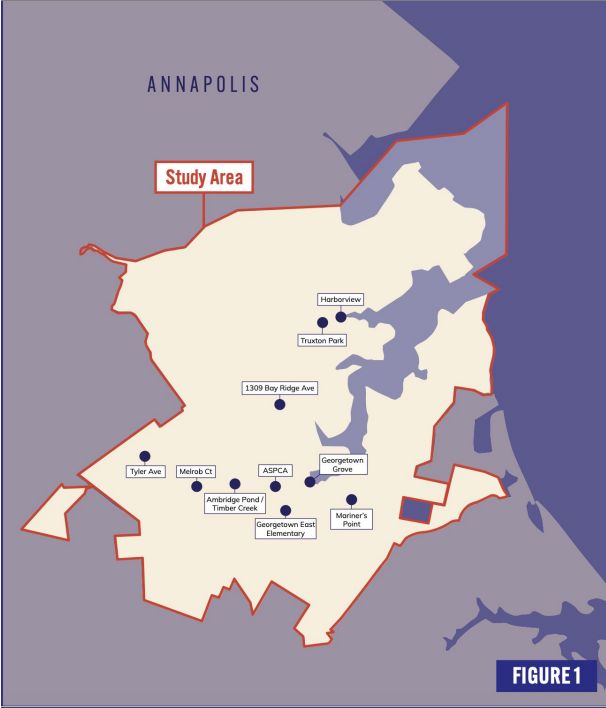 ANNAPOLIS
Study Area
Harborview
Truxton Park
1309 Bay Ridge Ave
Tyler Ave
Melrob Ct
Ambridge Pond /
Timber Creek
ASPCA
Georgetown
Grove
Georgetown East
Elementary
Mariner's
Point
FIGURE 1